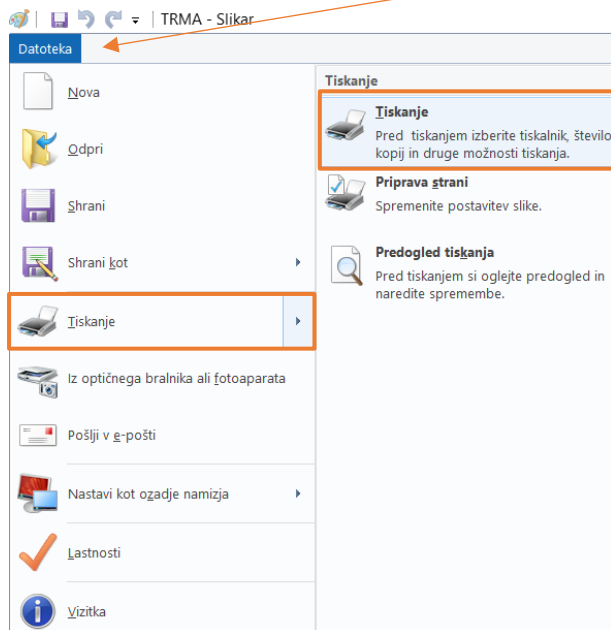 TRMA - Slikar
Datoteka
Nova
Odpri
Shrani
Shrani kot
Tiskanje
Iz optičnega bralnika ali fotoaparata
Pošlji v e-pošti
Nastavi kot ozadje namizja
Lastnosti
Vizitka
Tiskanje
Tiskanje
Pred tiskanjem izberite tiskalnik, število
kopij in druge možnosti tiskanja.
Priprava strani
Spremenite postavitev slike.
Predogled tiskanja
Pred tiskanjem si oglejte predogled in
naredite spremembe.